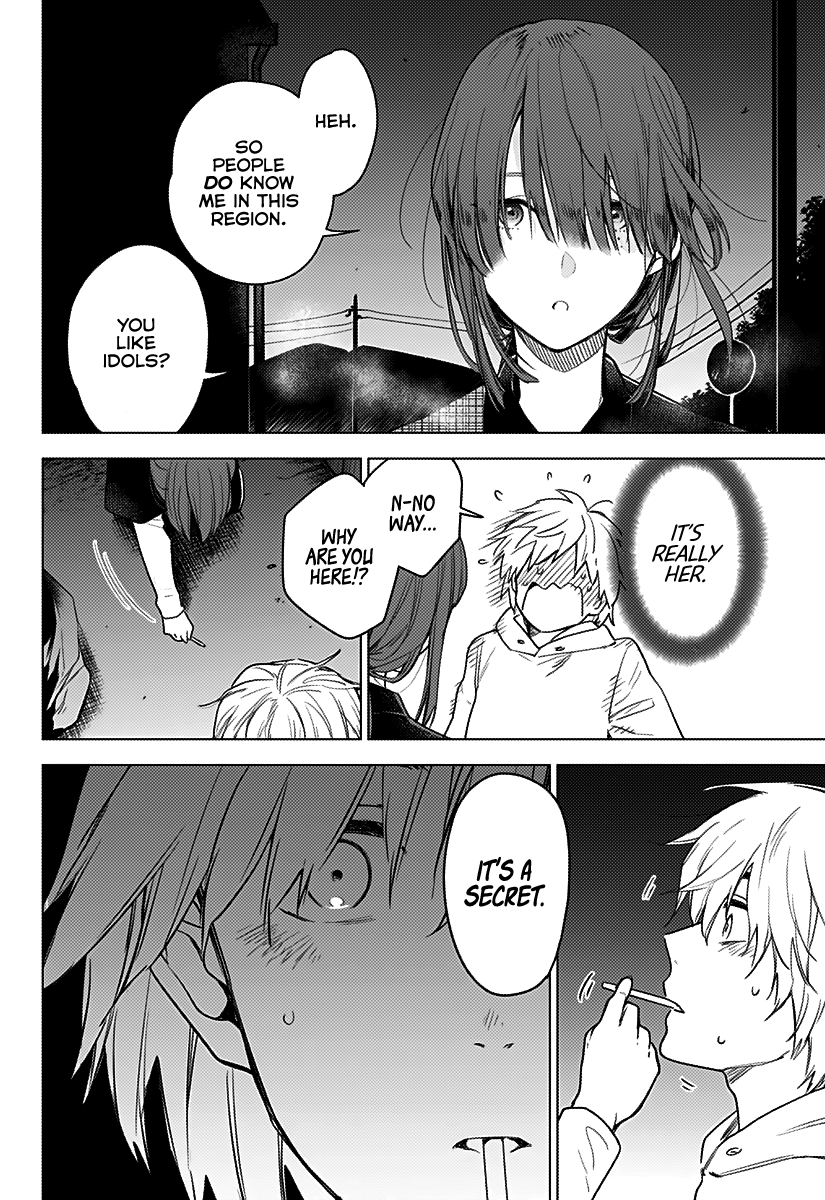 HEH.
SO
PEOPLE
DO KNOW
ME IN THIS
REGION.
YOU
LIKE
IDOLS?
IT'S
REALLY
HER.
N-NO
WAY...
WHY
ARE YOU
HERE!?
IT'S A
SECRET.